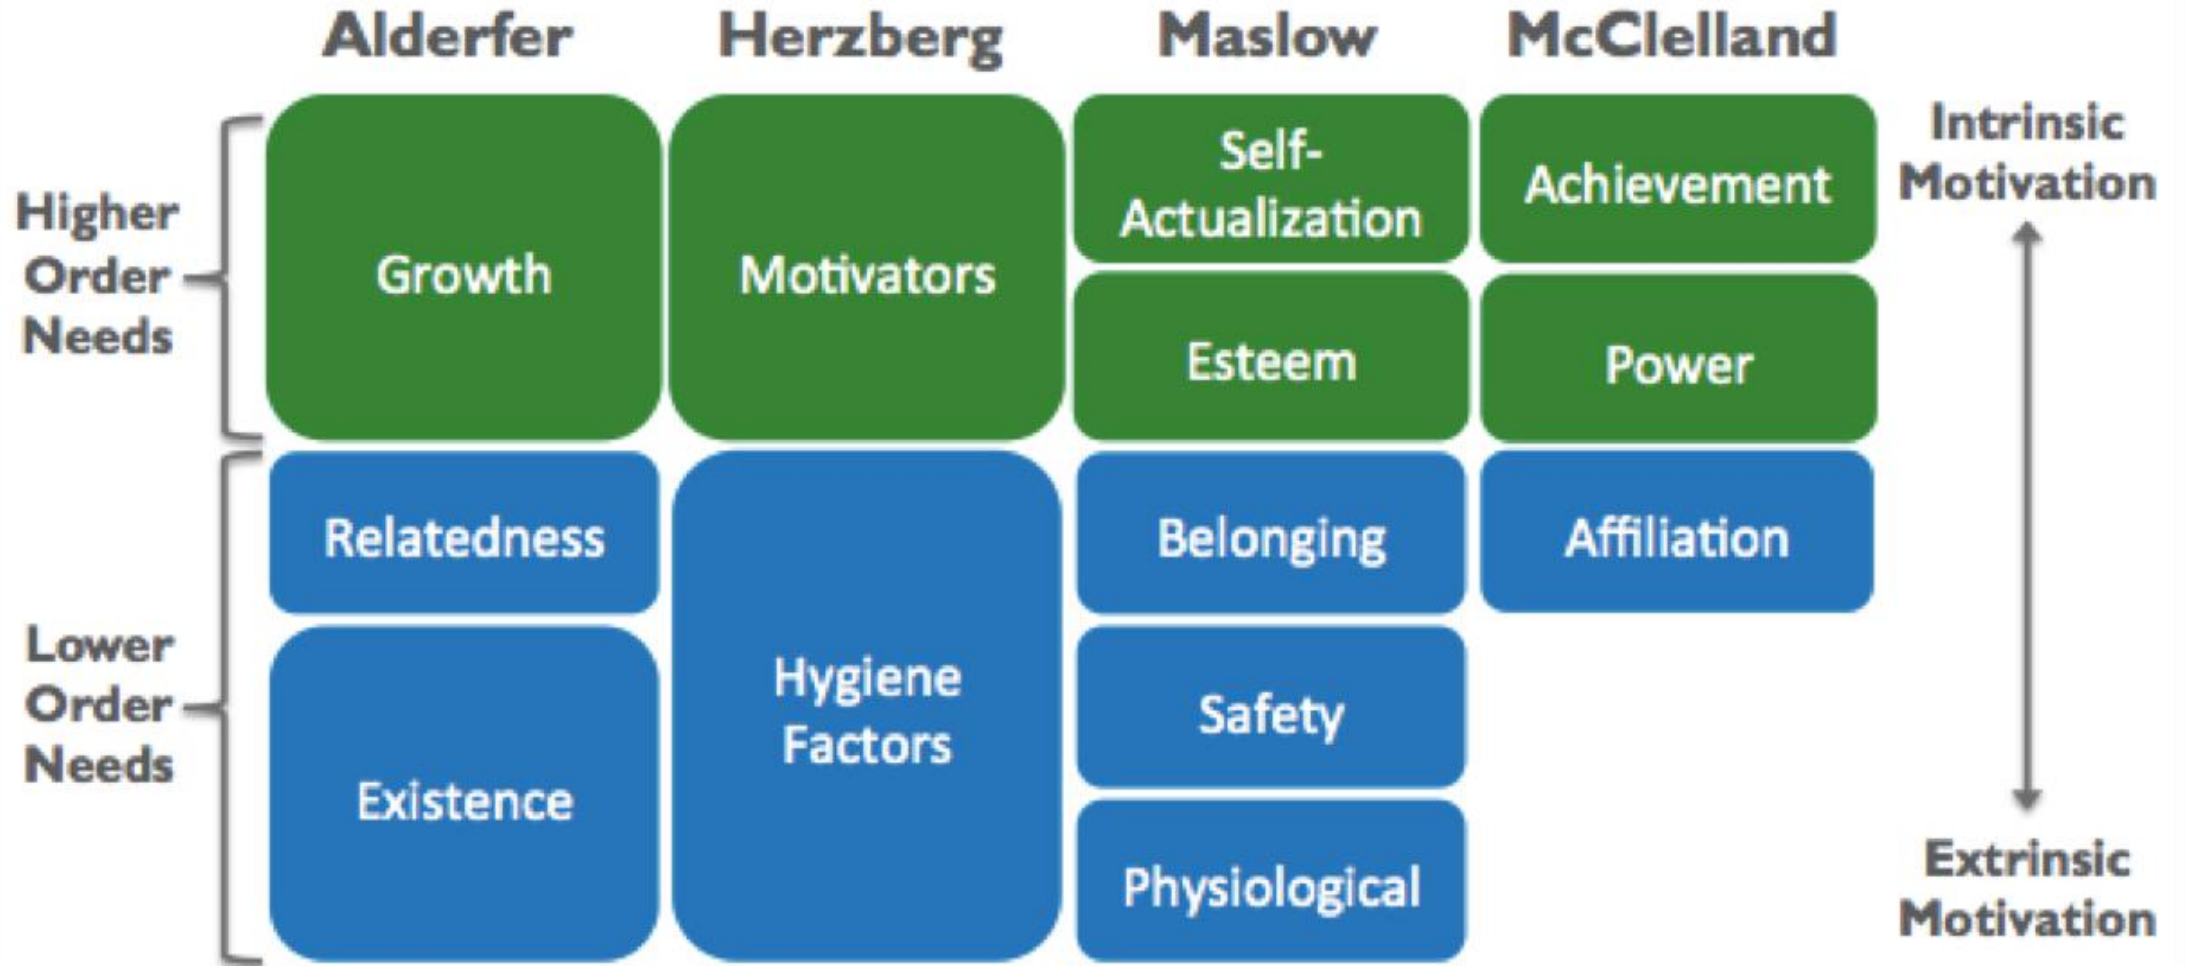 Alderfer
Herzberg
Maslow
McClelland
Higher
Order
Needs
Growth
Motivators
Self-
Actualization
Achievement
Esteem
Power
Intrinsic
Motivation
Lower
Order
Needs
Relatedness
Existence
Hygiene
Factors
Belonging
Affiliation
Safety
Physiological
Extrinsic
Motivation